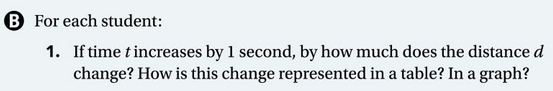 B For each student:
1. If time t increases by 1 second, by how much does the distance d
change? How is this change represented in a table? In a graph?